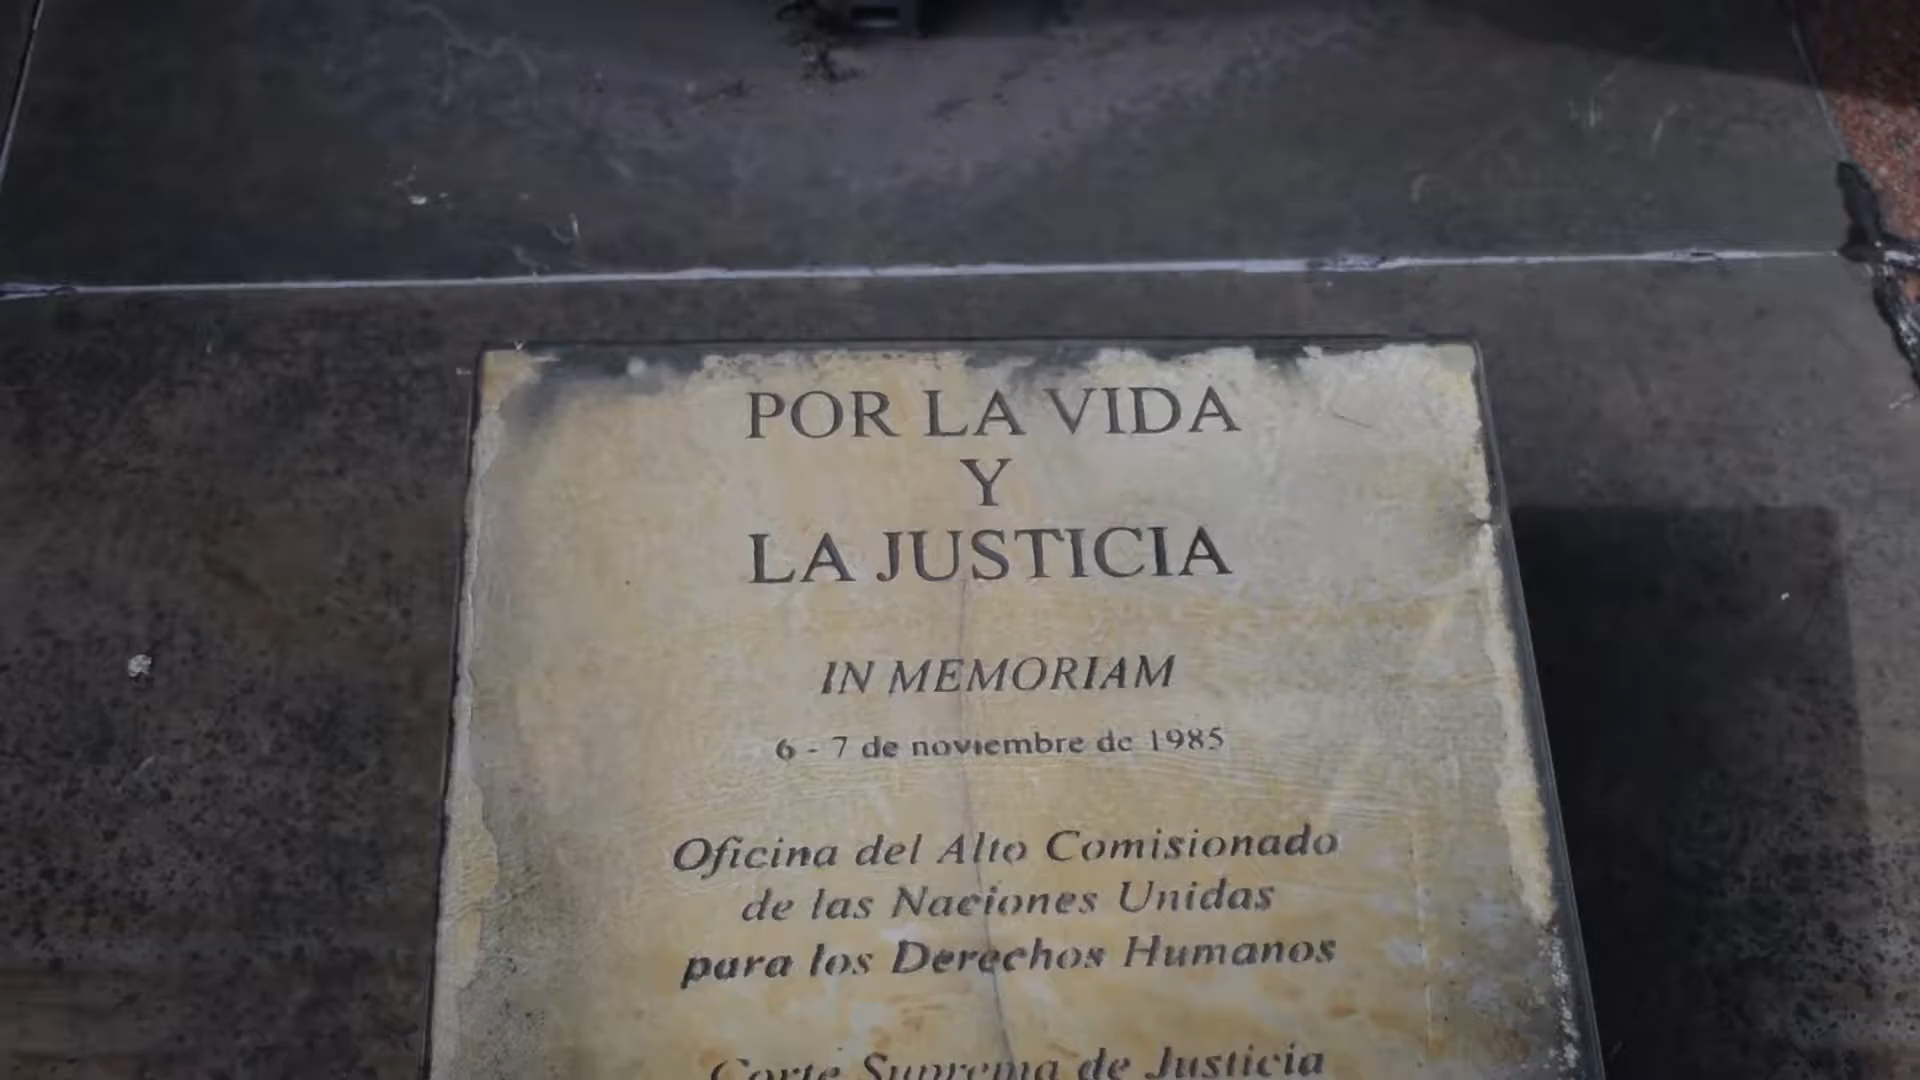 POR LA VIDA
Y
LA JUSTICIA
IN MEMORIAM
6 - 7 de noviembre de 1985
Oficina del Alto Comisionado
de las Naciones Unidas
para los Derechos Humanos
Corte Suprema de Justicia